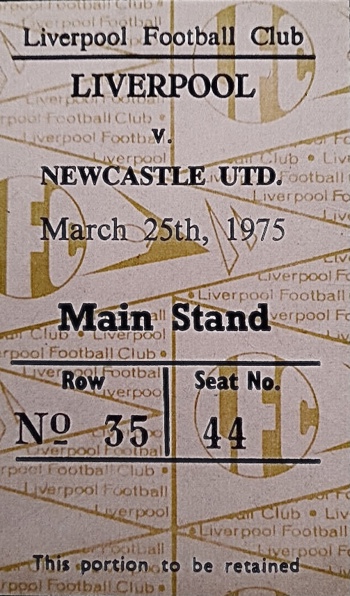 Liverpool Football Club
LIVERPOOL
v.
NEWCASTLE UTD.
March 25th, 1975
Main Stand
Row Seat No.
Nº 35 44
This portion to be retained